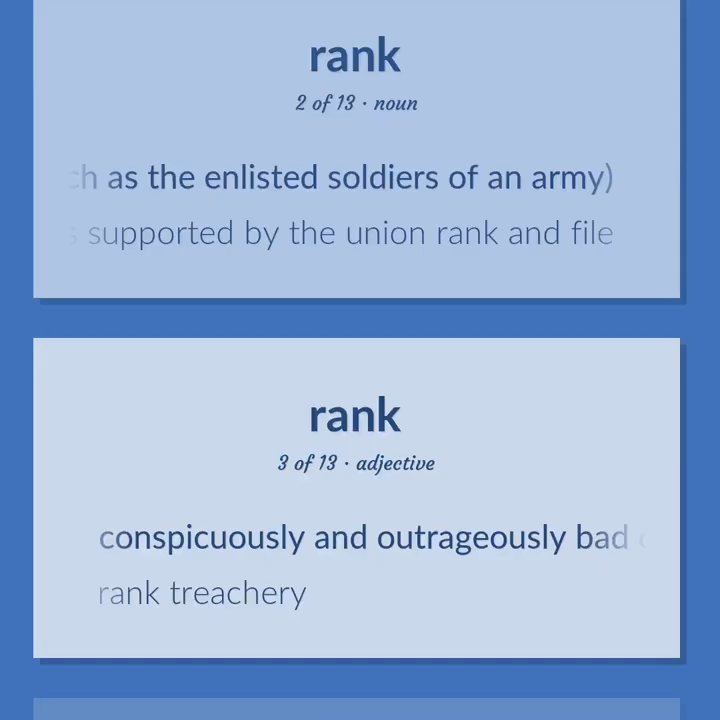 rank
2 of 13 · noun
as the enlisted soldiers of an army)
supported by the union rank and file
rank
3 of 13 · adjective
conspicuously and outrageously bad
rank treachery